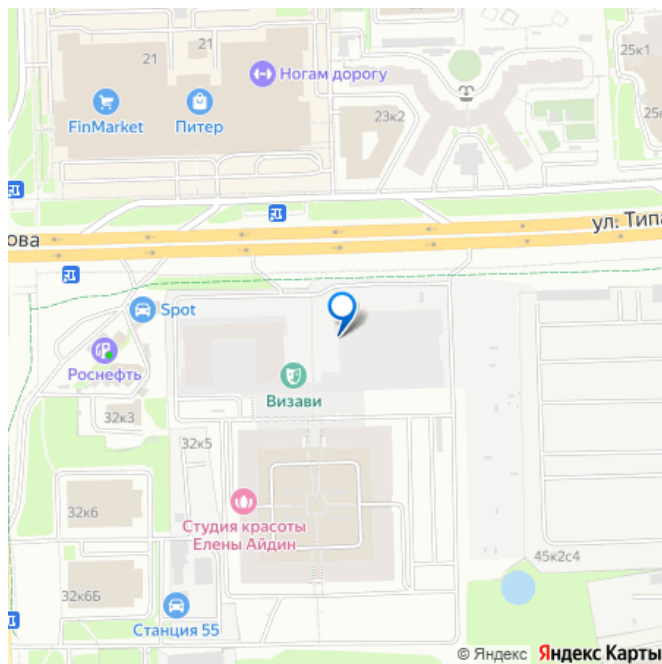 25к1
21
21
Ногам дорогу
FinMarket
Питер
23к2
25к
ова
ул. Типа
Spot
Роснефть
Визави
32к3
32к5
Студия красоты
Елены Айдин
32к6
45к2с4
32к6Б
Станция 55
© Яндекс Яндекс Карты